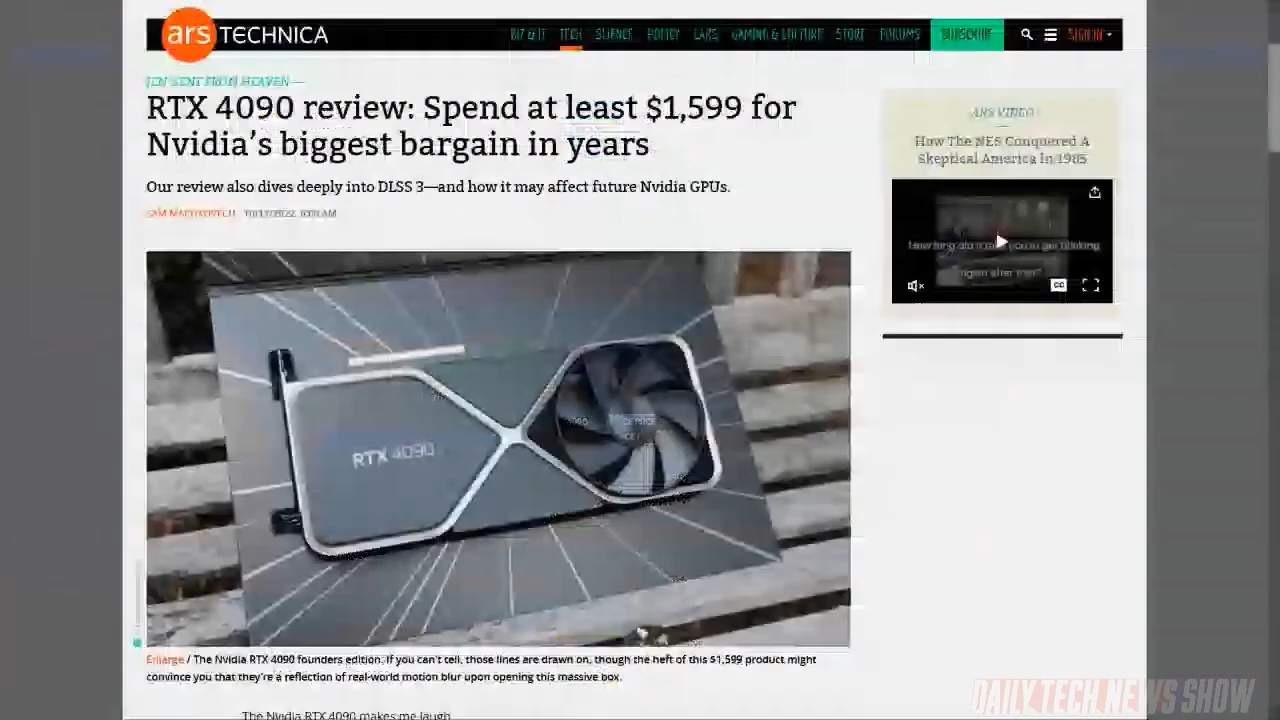 ars TECHNICA
BIZ & IT TECH SCIENCE POLICY CARS GAMING & CULTURE STORE FORUMS SUBSCRIBE SIGN IN
RTX 4090 review: Spend at least $1,599 for
Nvidia's biggest bargain in years
Our review also dives deeply into DLSS 3—and how it may affect future Nvidia GPUs.
ARS VIDEO
How The NES Conquered A
Skeptical America In 1985
CC
RTX 4090
Enlarge / The Nvidia RTX 4090 founders edition. If you can't tell, those lines are drawn on, though the heft of this $1,599 product might
convince you that they're a reflection of real-world motion blur upon opening this massive box.
The Nvidia RTX 4090 makes me laugh
DAILY TECH NEWS SHOW